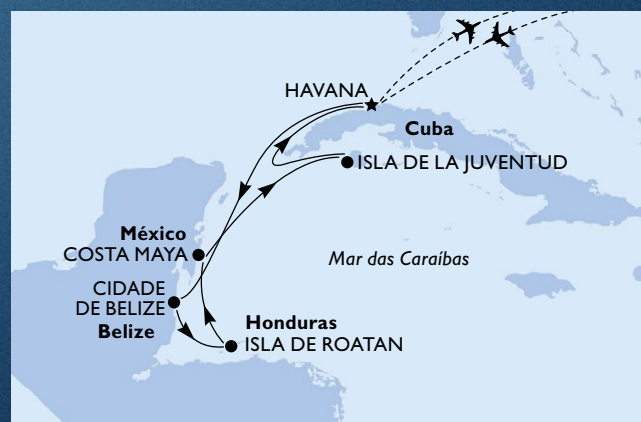 HAVANA
Cuba
ISLA DE LA JUVENTUD
México
COSTA MAYA
Mar das Caraíbas
CIDADE
DE BELIZE
Belize
Honduras
ISLA DE ROATAN